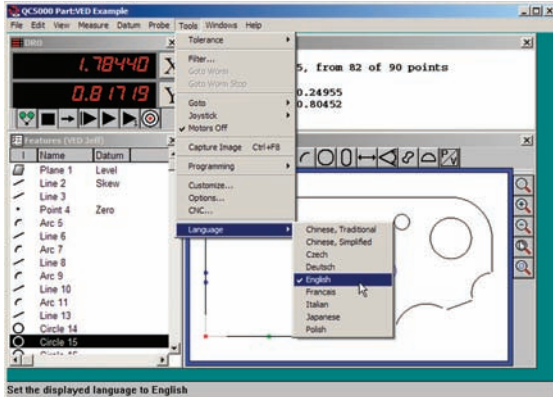 QC5000 Part:VED Example
File Edit View Measure Datum Probe Tools Windows Help
DRO
1.78440 X
0.81719 Y
Tolerance
Filter...
Goto Worm
Goto Worm Stop
Goto
Joystick
Motors Off
Capture Image Ctrl+F8
Programming
Customize...
Options...
CNC...
Language
Chinese, Traditional
Chinese, Simplified
Czech
Deutsch
English
Francais
Italian
Japanese
Polish
5, from 82 of 90 points
0.24955
0.80452
Features (VED Jeff)
I Name Datum
Plane 1 Level
Line 2 Skew
Line 3
Point 4 Zero
Arc 5
Line 6
Arc 7
Line 8
Arc 9
Line 10
Arc 11
Line 13
Circle 14
Circle 15
Set the displayed language to English